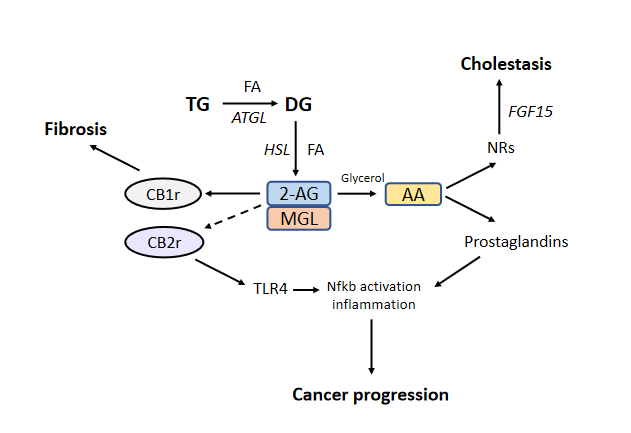 Cholestasis
FA
TG
DG
ATGL
FGF15
Fibrosis
HSL
FA
NRs
Glycerol
CB1r
2-AG
AA
MGL
CB2r
Prostaglandins
TLR4
Nfkb activation
inflammation
Cancer progression